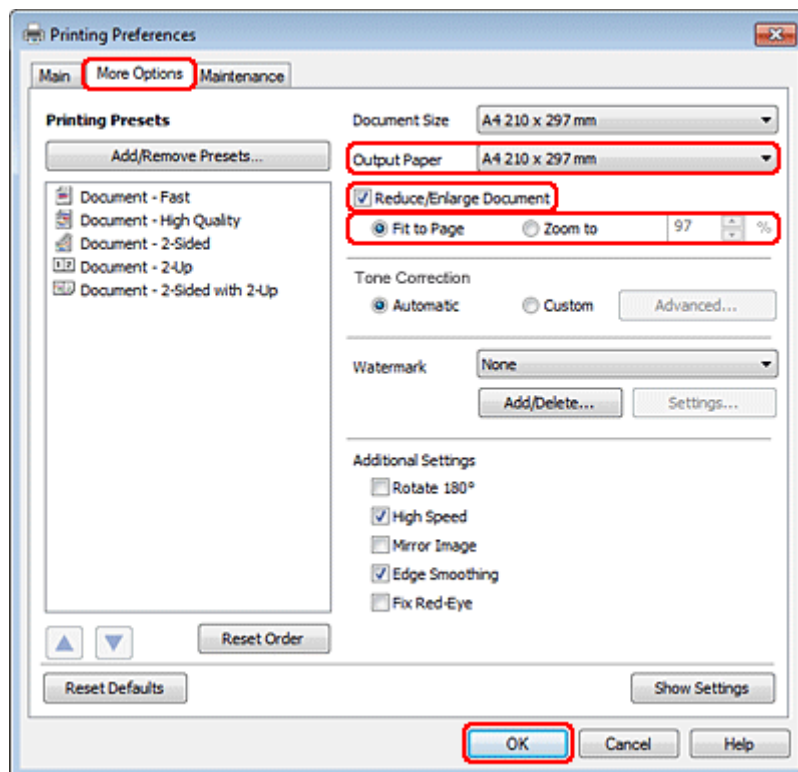 Printing Preferences
Main More Options Maintenance
Printing Presets
Add/Remove Presets...
Document - Fast
Document - High Quality
Document - 2-Sided
Document - 2-Up
Document - 2-Sided with 2-Up
Reset Order
Document Size A4 210 x 297 mm
Output Paper A4 210 x 297 mm
Reduce/Enlarge Document
Fit to Page Zoom to 97 %
Tone Correction
Automatic Custom Advanced...
Watermark None
Add/Delete... Settings...
Additional Settings
Rotate 180°
High Speed
Mirror Image
Edge Smoothing
Fix Red-Eye
Reset Defaults Show Settings
OK Cancel Help